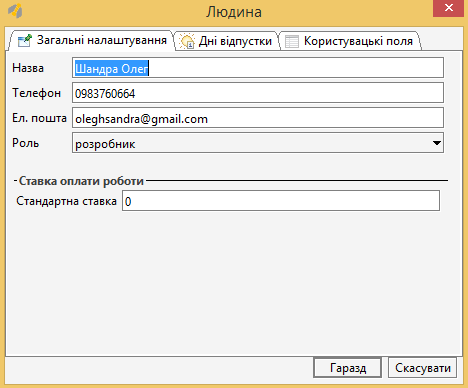 Людина
Загальні налаштування Дні відпустки Користувацькі поля
Назва Шандра Олег
Телефон 0983760664
Ел. пошта oleghsandra@gmail.com
Роль розробник
Ставка оплати роботи
Стандартна ставка 0
Гаразд Скасувати